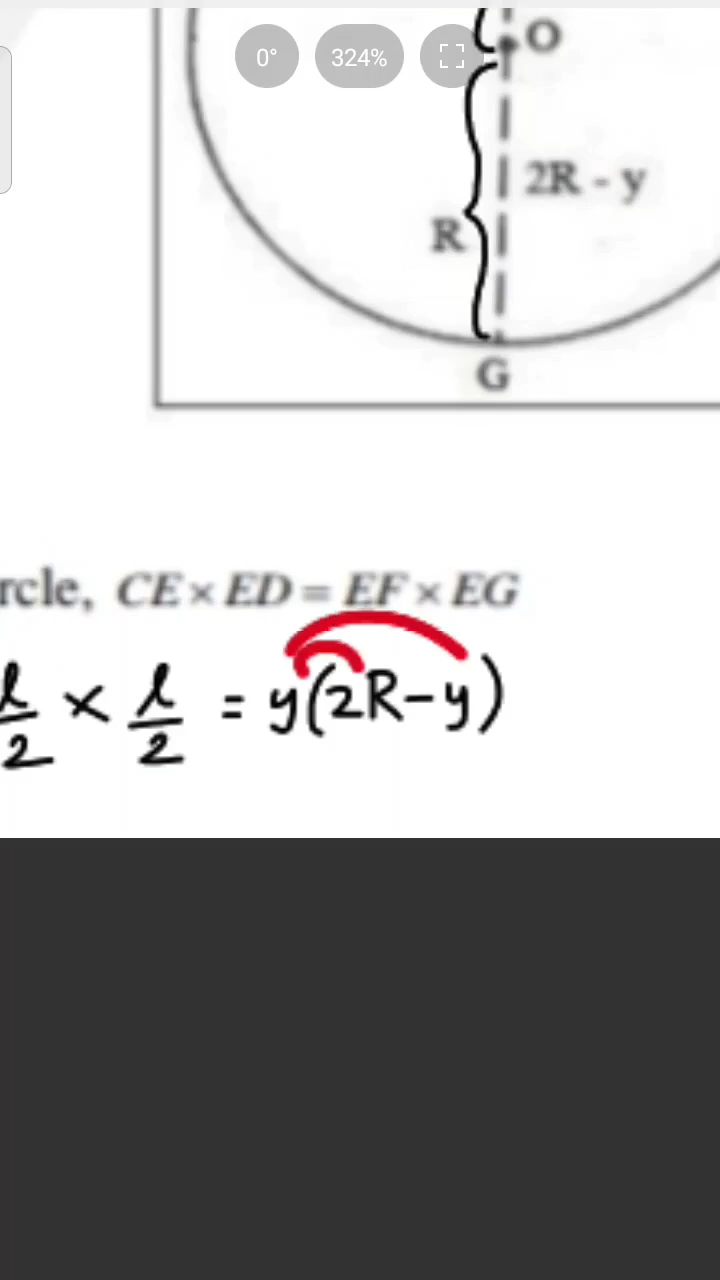 0° 324%
O
2R - y
R
G
rcle, CE × ED = EF × EG
l/2 × l/2 = y(2R-y)